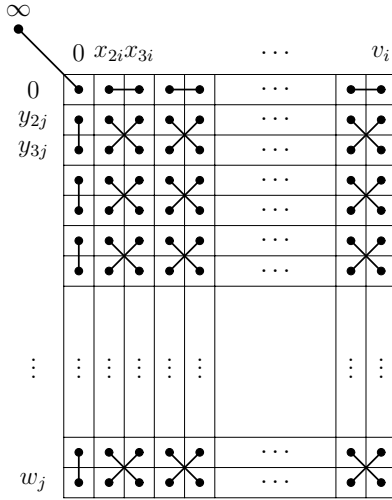 ∞
0 x_{2i} x_{3i} ⋯ v_i
0 ⋯
y_{2j} ⋯
y_{3j} ⋯
⋯
⋯
⋯
⋯
⋮ ⋮ ⋮ ⋮ ⋮ ⋮ ⋮ ⋮
⋯
w_j ⋯